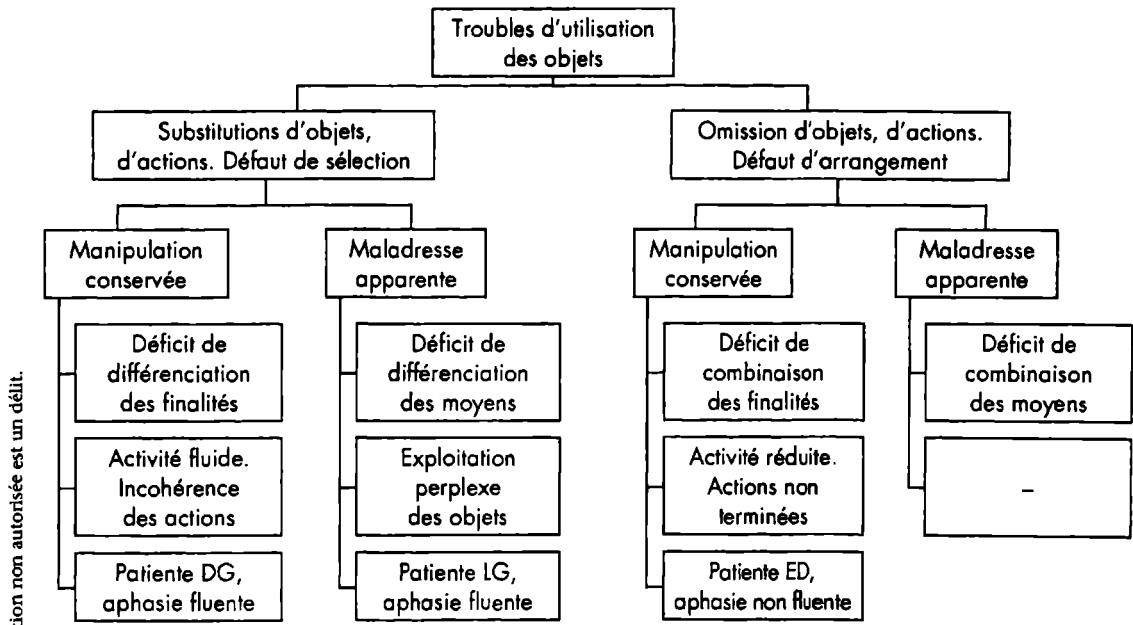 Troubles d'utilisation
des objets
Substitutions d'objets,
d'actions. Défaut de sélection
Omission d'objets, d'actions.
Défaut d'arrangement
Manipulation
conservée
Maladresse
apparente
Manipulation
conservée
Maladresse
apparente
Déficit de
différenciation
des finalités
Déficit de
différenciation
des moyens
Déficit de
combinaison
des finalités
Déficit de
combinaison
des moyens
Activité fluide.
Incohérence
des actions
Exploitation
perplexe
des objets
Activité réduite.
Actions non
terminées
–
Patiente DG,
aphasie fluente
Patiente LG,
aphasie fluente
Patiente ED,
aphasie non fluente
tion non autorisée est un délit.